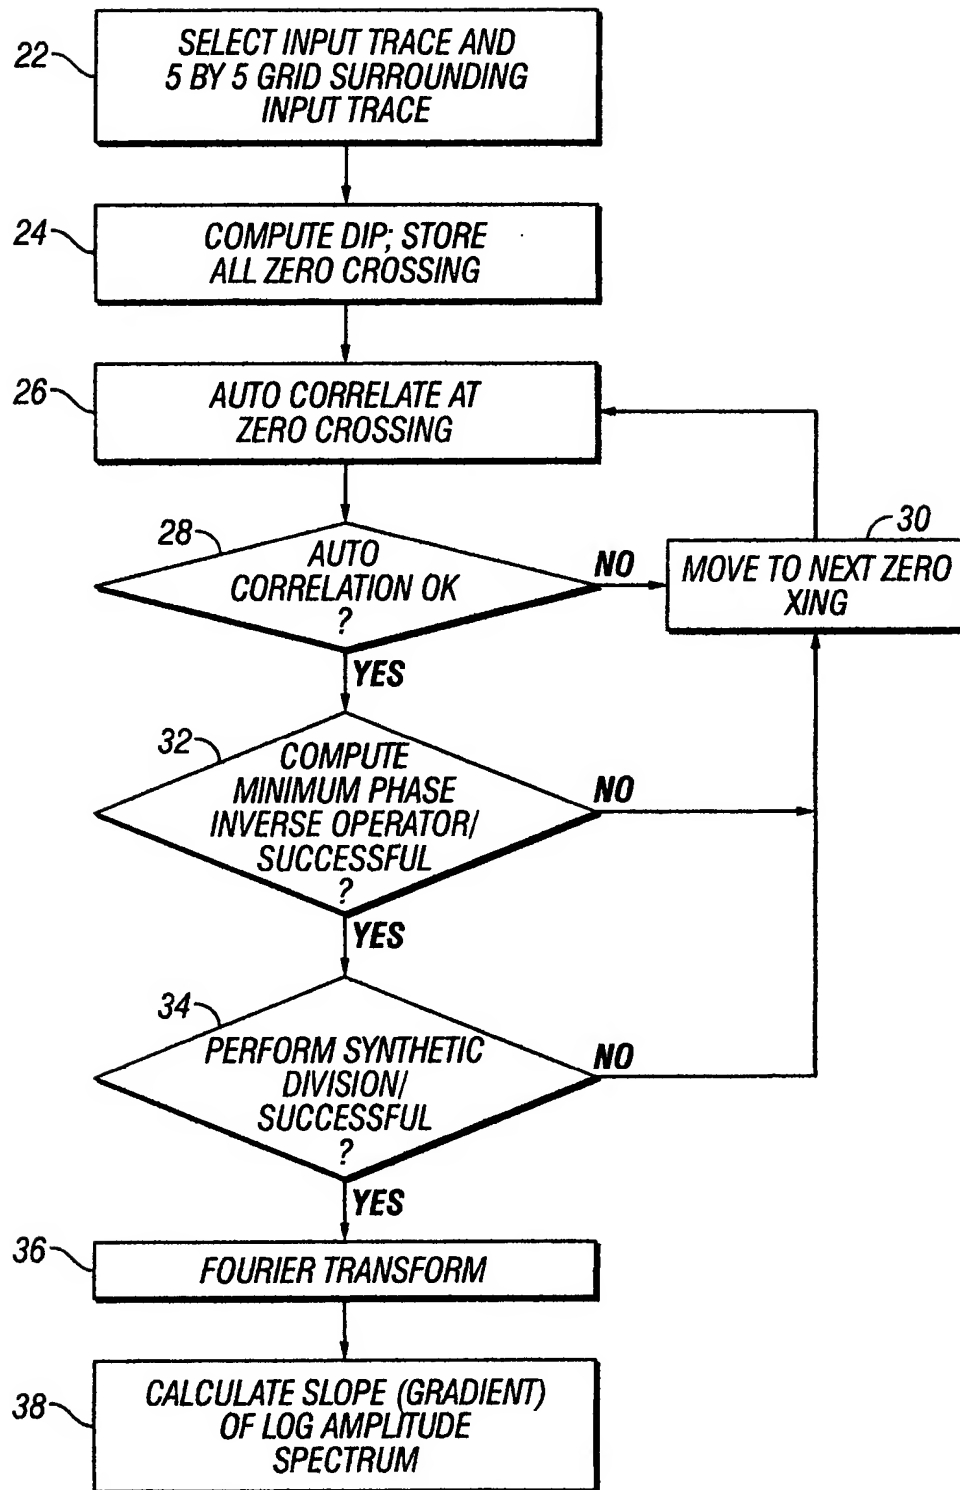 22
SELECT INPUT TRACE AND
5 BY 5 GRID SURROUNDING
INPUT TRACE
24
COMPUTE DIP; STORE
ALL ZERO CROSSING
26
AUTO CORRELATE AT
ZERO CROSSING
28
AUTO
CORRELATION OK
?
NO
30
MOVE TO NEXT ZERO
XING
YES
32
COMPUTE
MINIMUM PHASE
INVERSE OPERATOR/
SUCCESSFUL
?
NO
YES
34
PERFORM SYNTHETIC
DIVISION/
SUCCESSFUL
?
NO
YES
36
FOURIER TRANSFORM
38
CALCULATE SLOPE (GRADIENT)
OF LOG AMPLITUDE
SPECTRUM